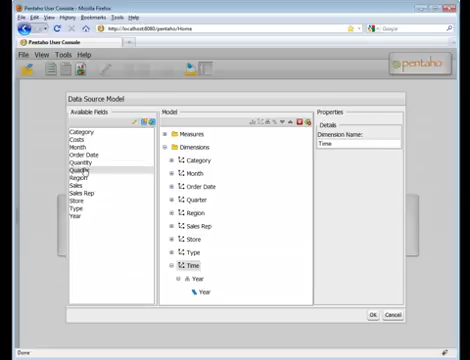 Pentaho User Console - Mozilla Firefox
File Edit View History Bookmarks Tools Help
http://localhost:8080/pentaho/Home
Google
Pentaho User Console
File View Tools Help
pentaho
Data Source Model
Available Fields
Category
Costs
Month
Order Date
Quantity
Quarter
Region
Sales
Sales Rep
Store
Type
Year
Model
Measures
Dimensions
Category
Month
Order Date
Quarter
Region
Sales Rep
Store
Type
Time
Year
Year
Properties
Details
Dimension Name:
Time
OK Cancel
Done